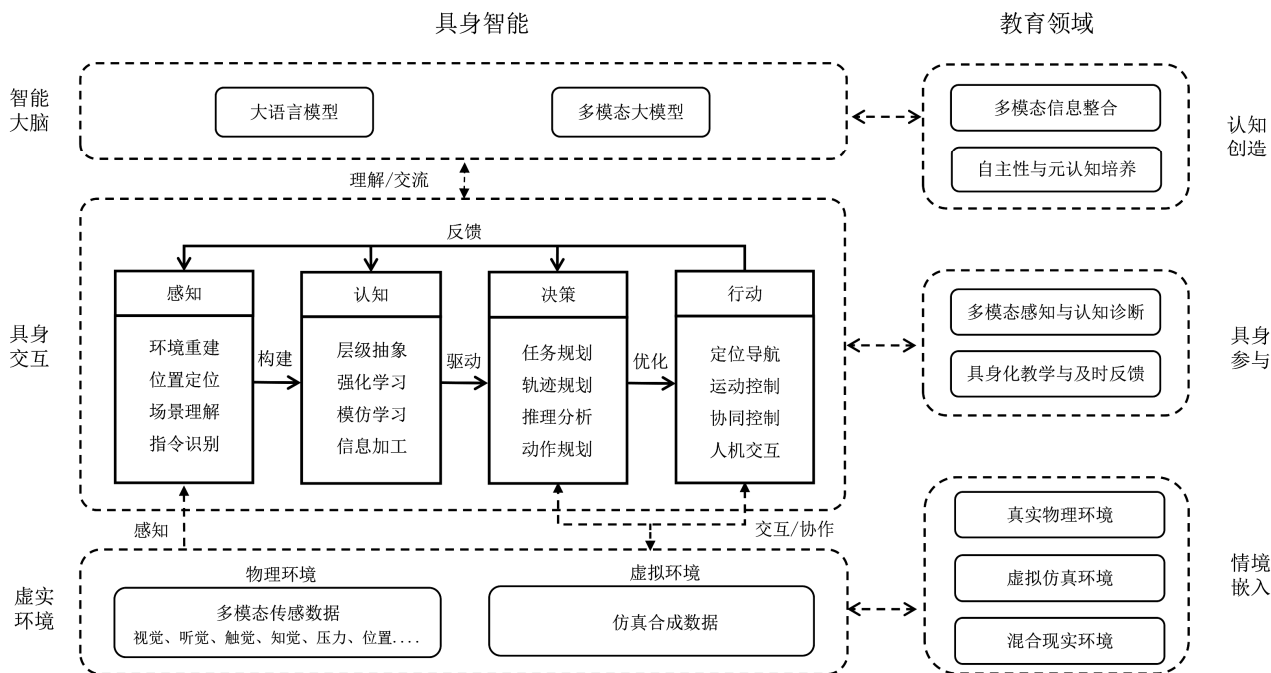 具身智能
教育领域
智能
大脑
大语言模型
多模态大模型
多模态信息整合
自主性与元认知培养
认知
创造
理解/交流
反馈
感知
认知
决策
行动
环境重建
位置定位
场景理解
指令识别
构建
层级抽象
强化学习
模仿学习
信息加工
驱动
任务规划
轨迹规划
推理分析
动作规划
优化
定位导航
运动控制
协同控制
人机交互
具身
交互
多模态感知与认知诊断
具身化教学与及时反馈
具身
参与
感知
交互/协作
虚实
环境
物理环境
多模态传感数据
视觉、听觉、触觉、知觉、压力、位置....
虚拟环境
仿真合成数据
真实物理环境
虚拟仿真环境
混合现实环境
情境
嵌入